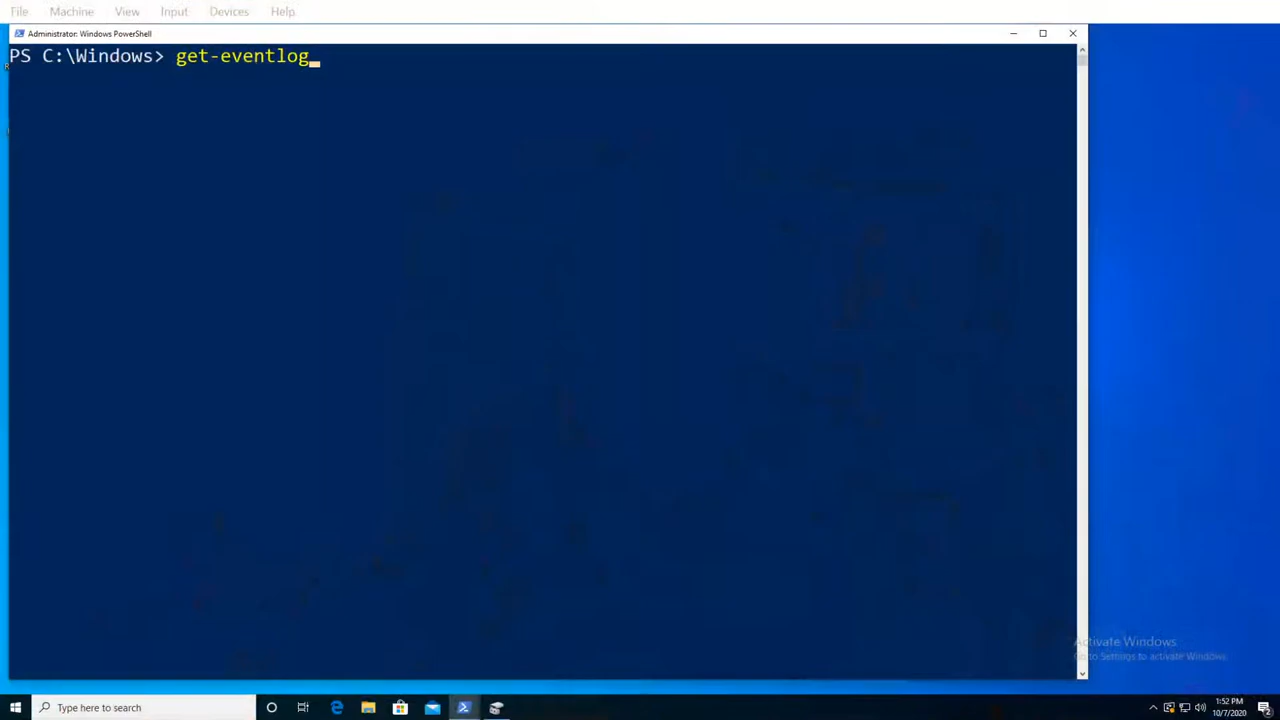 File Machine View Input Devices Help
Administrator: Windows PowerShell
PS C:\Windows> get-eventlog
Activate Windows
Go to Settings to activate Windows.
Type here to search
1:52 PM
10/7/2020
2